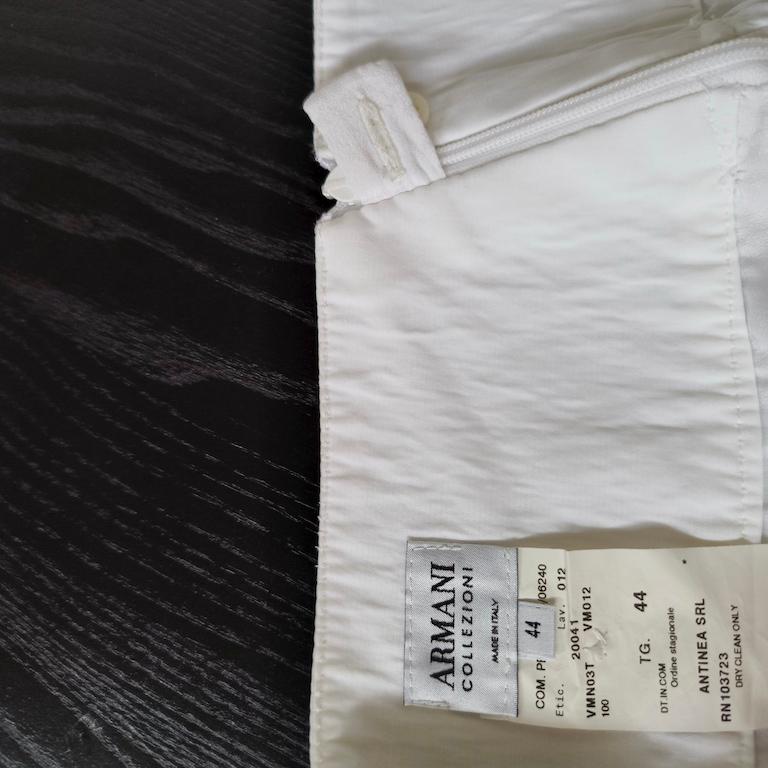 ARMANI
COLLEZIONI
MADE IN ITALY
44
COM. 06240
Etic. Lav. 012
20041
VMN03T VM012
100
TG. 44
DT.IN.COM
Ordine stagionale
*
ANTINEA SRL
RN103723
DRY CLEAN ONLY